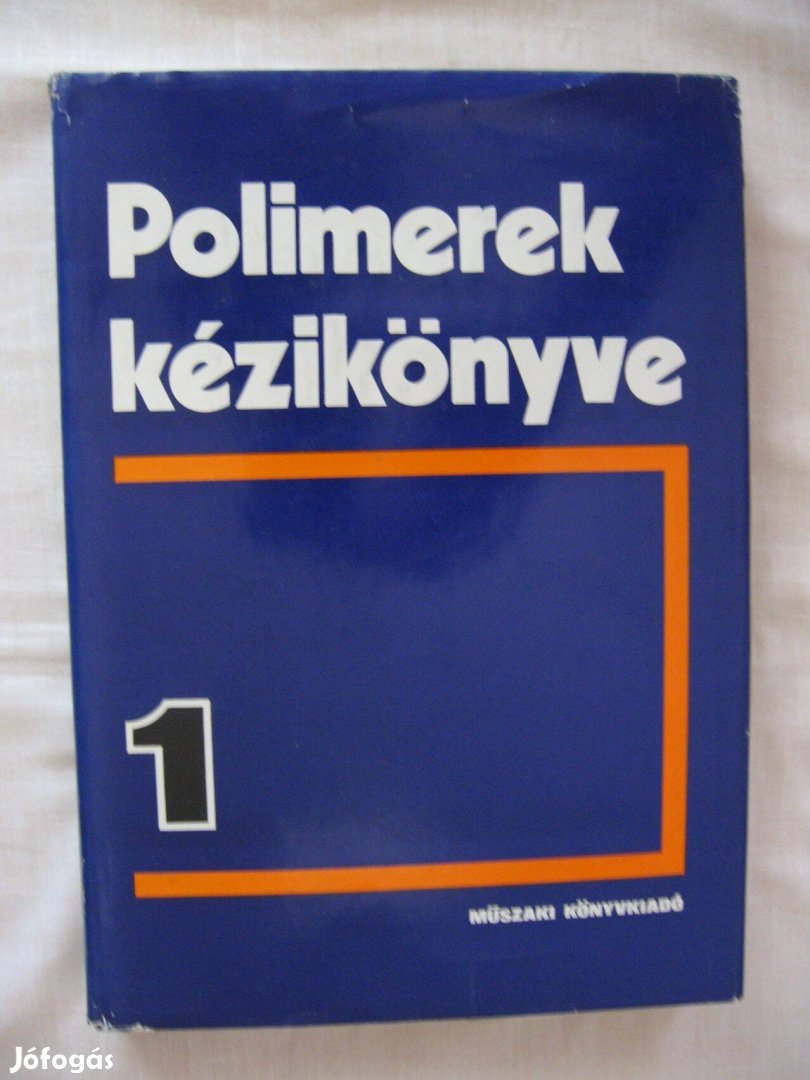 Polimerek
kézikönyve
1
MŰSZAKI KÖNYVKIADÓ
Jófogás